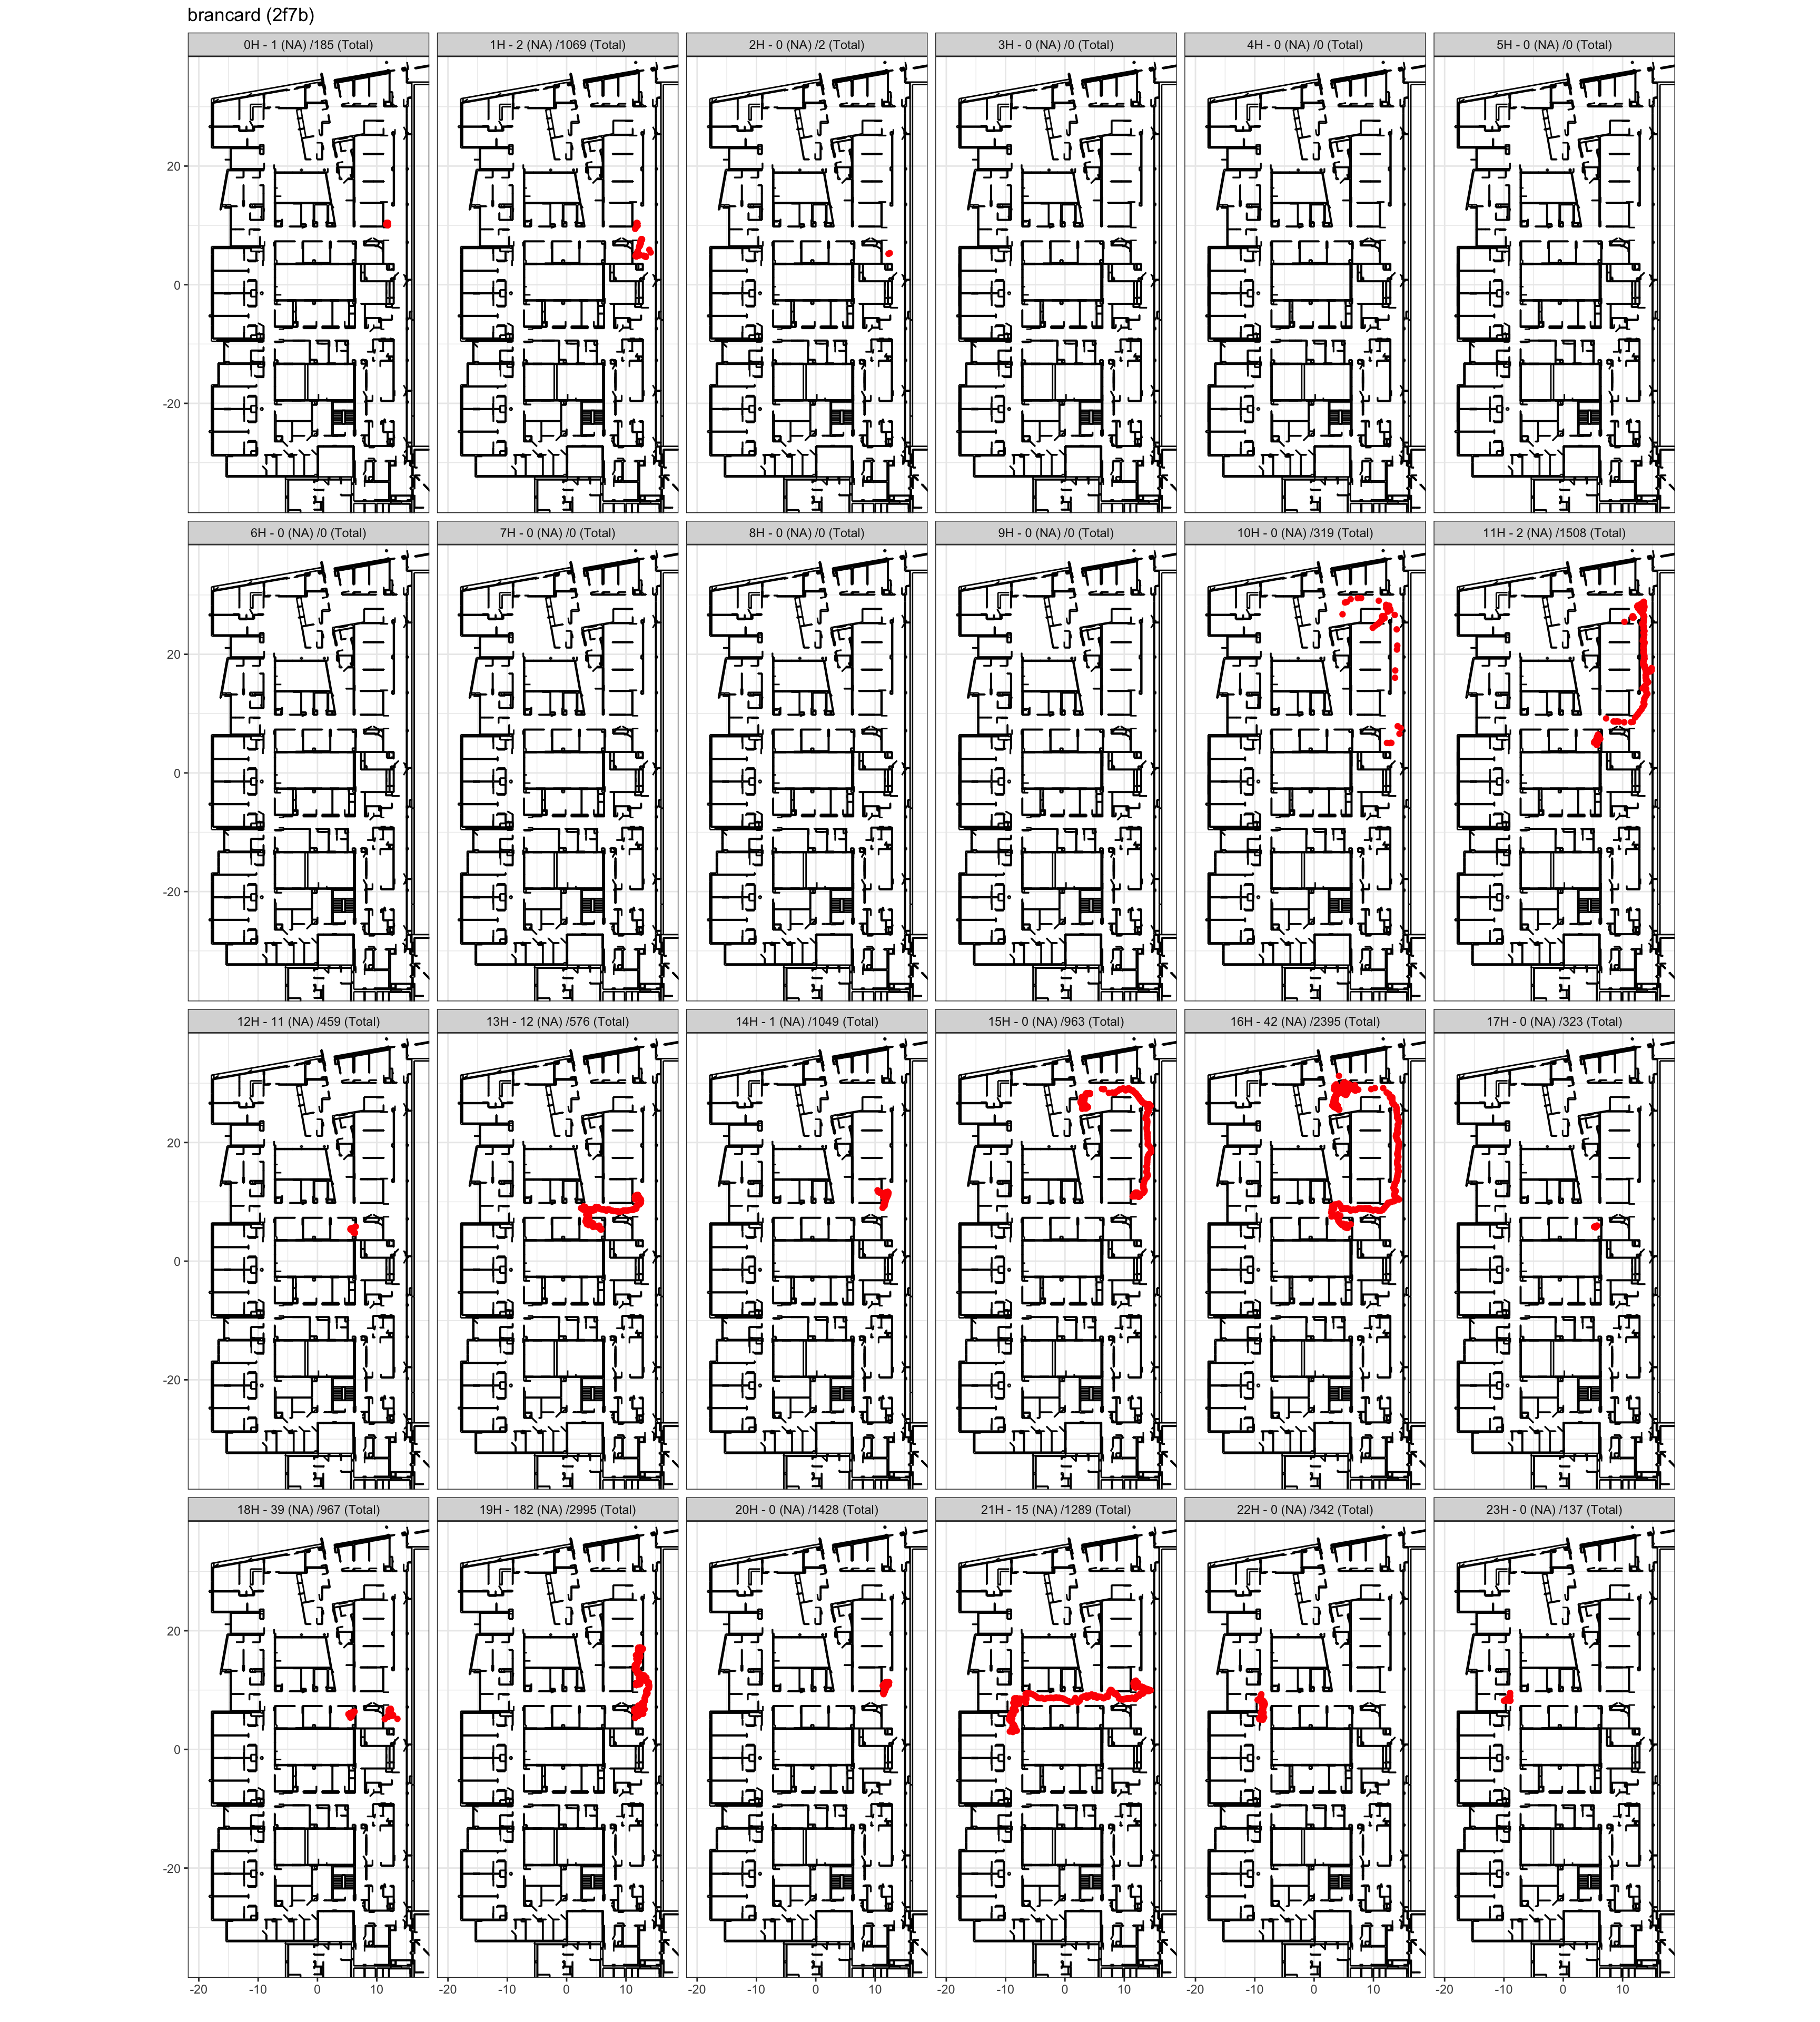 brancard (2f7b)
0H - 1 (NA) /185 (Total) 1H - 2 (NA) /1069 (Total) 2H - 0 (NA) /2 (Total) 3H - 0 (NA) /0 (Total) 4H - 0 (NA) /0 (Total) 5H - 0 (NA) /0 (Total)
20
0
-20
6H - 0 (NA) /0 (Total) 7H - 0 (NA) /0 (Total) 8H - 0 (NA) /0 (Total) 9H - 0 (NA) /0 (Total) 10H - 0 (NA) /319 (Total) 11H - 2 (NA) /1508 (Total)
20
0
-20
12H - 11 (NA) /459 (Total) 13H - 12 (NA) /576 (Total) 14H - 1 (NA) /1049 (Total) 15H - 0 (NA) /963 (Total) 16H - 42 (NA) /2395 (Total) 17H - 0 (NA) /323 (Total)
20
0
-20
18H - 39 (NA) /967 (Total) 19H - 182 (NA) /2995 (Total) 20H - 0 (NA) /1428 (Total) 21H - 15 (NA) /1289 (Total) 22H - 0 (NA) /342 (Total) 23H - 0 (NA) /137 (Total)
20
0
-20
-20 -10 0 10 -20 -10 0 10 -20 -10 0 10 -20 -10 0 10 -20 -10 0 10 -20 -10 0 10